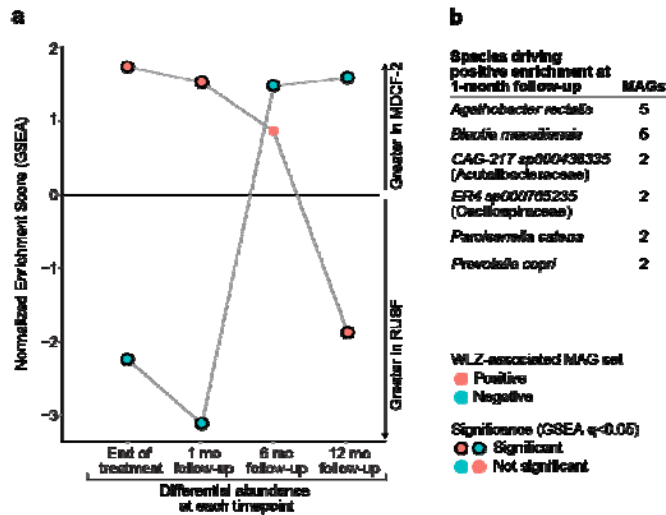 a
2
1
0
−1
−2
−3
Normalized Enrichment Score (GSEA)
Greater in MDCF-2
Greater in RUSF
End of treatment
1 mo follow-up
6 mo follow-up
12 mo follow-up
Differential abundance
at each timepoint
b
Species driving
positive enrichment at
1-month follow-up MAGs
Agathobacter rectalis 5
Blautia massiliensis 6
CAG-217 sp000436335 2
(Acutalibacteraceae)
ER4 sp000765235 2
(Oscillospiraceae)
Parolsenella catena 2
Prevotella copri 2
WLZ-associated MAG set
Positive
Negative
Significance (GSEA q<0.05)
Significant
Not significant